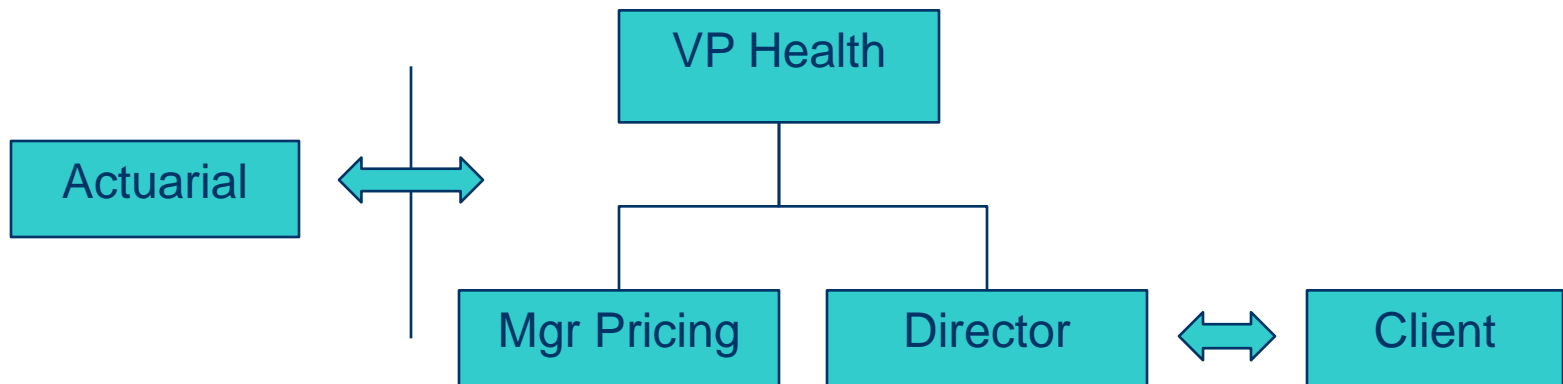 VP Health
Actuarial
Mgr Pricing
Director
Client